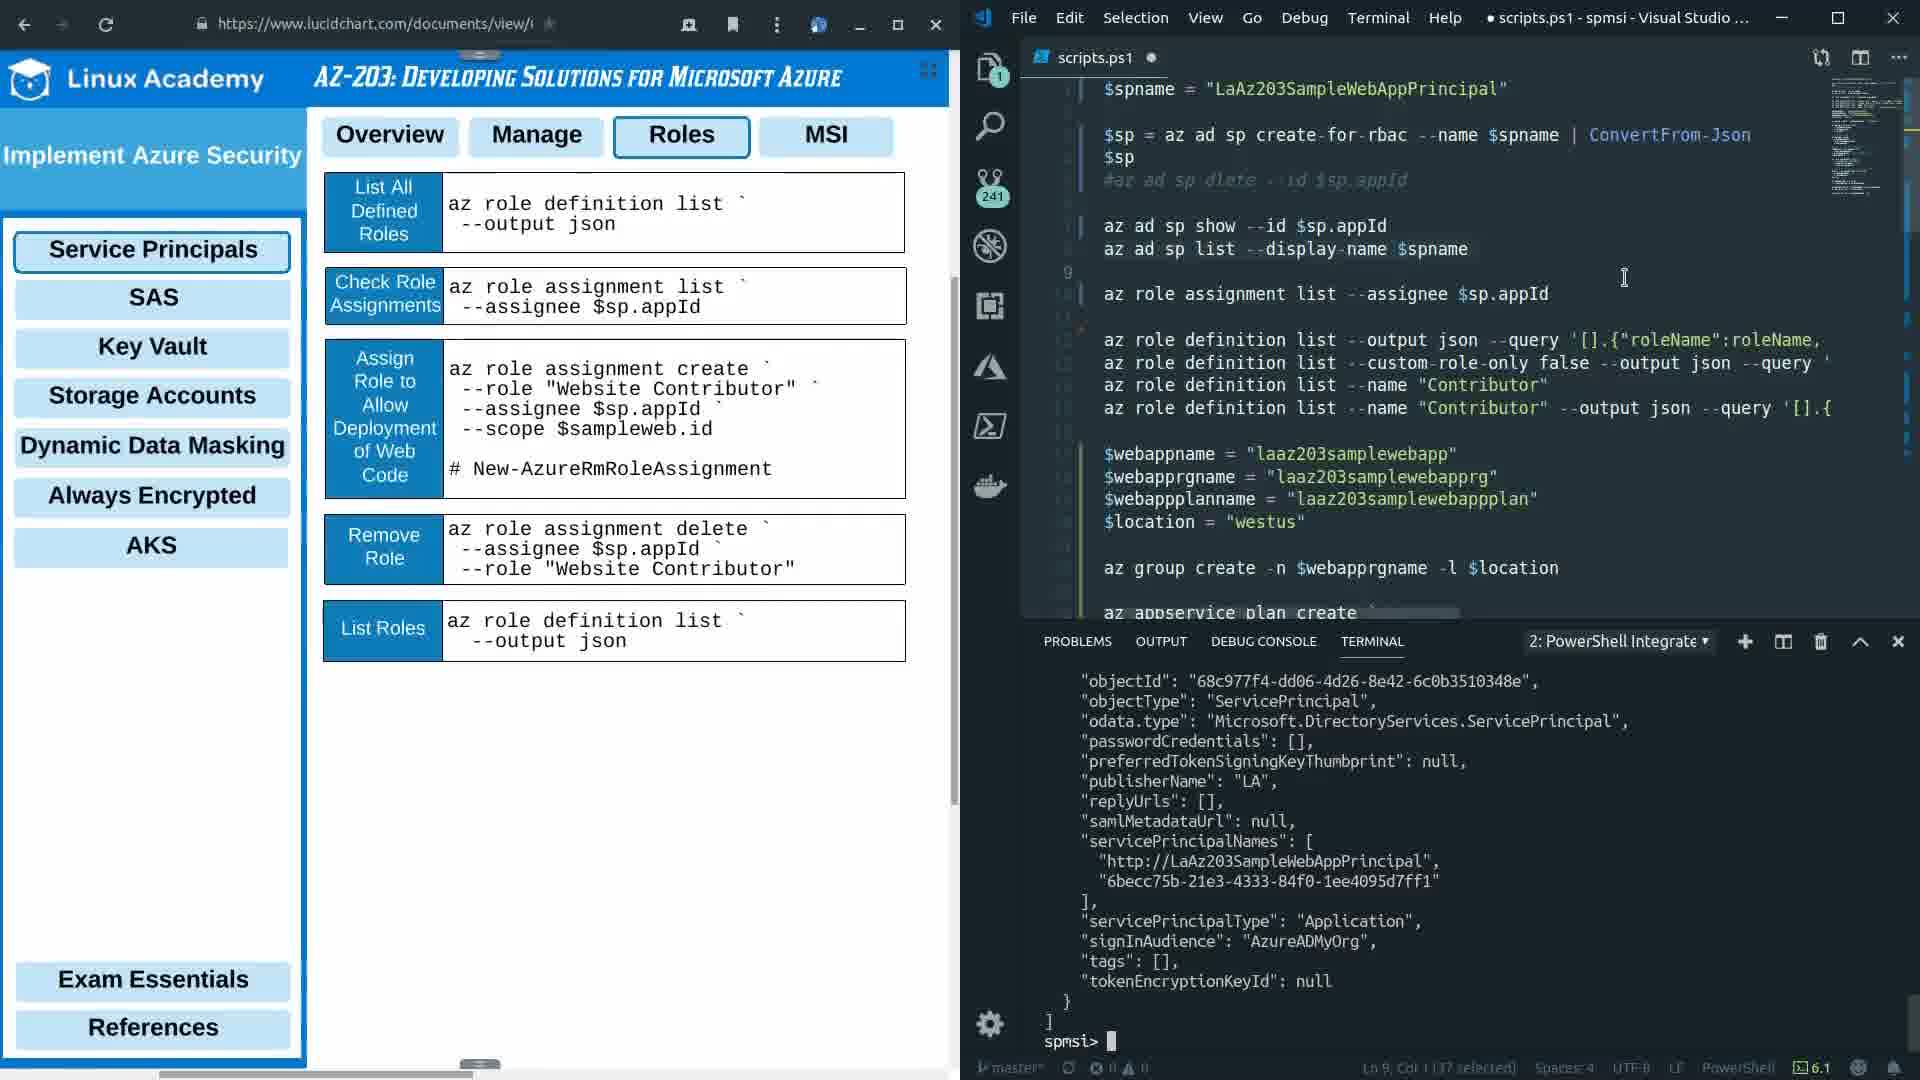 https://www.lucidchart.com/documents/view/
Linux Academy
AZ-203: Developing Solutions for Microsoft Azure
Implement Azure Security
Service Principals
SAS
Key Vault
Storage Accounts
Dynamic Data Masking
Always Encrypted
AKS
Exam Essentials
References
Overview
Manage
Roles
MSI
List All
Defined
Roles
az role definition list `
--output json
Check Role
Assignments
az role assignment list `
--assignee $sp.appId
Assign
Role to
Allow
Deployment
of Web
Code
az role assignment create `
--role "Website Contributor" `
--assignee $sp.appId `
--scope $sampleweb.id
# New-AzureRmRoleAssignment
Remove
Role
az role assignment delete `
--assignee $sp.appId `
--role "Website Contributor"
List Roles
az role definition list `
--output json
File Edit Selection View Go Debug Terminal Help
● scripts.ps1 - spmsi - Visual Studio ...
scripts.ps1 ●
1
241
$spname = "LaAz203SampleWebAppPrincipal"
$sp = az ad sp create-for-rbac --name $spname | ConvertFrom-Json
$sp
#ar ad sp dlete --id $sp.appId
az ad sp show --id $sp.appId
az ad sp list --display-name $spname
9
az role assignment list --assignee $sp.appId
az role definition list --output json --query '[].{"roleName":roleName,
az role definition list --custom-role-only false --output json --query '
az role definition list --name "Contributor"
az role definition list --name "Contributor" --output json --query '[].{
$webappname = "laaz203samplewebapp"
$webapprgname = "laaz203samplewebapprg"
$webappplanname = "laaz203samplewebappplan"
$location = "westus"
az group create -n $webapprgname -l $location
az appservice plan create `
PROBLEMS OUTPUT DEBUG CONSOLE TERMINAL
2: PowerShell Integrate
"objectId": "68c977f4-dd06-4d26-8e42-6c0b3510348e",
"objectType": "ServicePrincipal",
"odata.type": "Microsoft.DirectoryServices.ServicePrincipal",
"passwordCredentials": [],
"preferredTokenSigningKeyThumbprint": null,
"publisherName": "LA",
"replyUrls": [],
"samlMetadataUrl": null,
"servicePrincipalNames": [
"http://LaAz203SampleWebAppPrincipal",
"6becc75b-21e3-4333-84f0-1ee4095d7ff1"
],
"servicePrincipalType": "Application",
"signInAudience": "AzureADMyOrg",
"tags": [],
"tokenEncryptionKeyId": null
}
]
spmsi>
master* 0 0 Ln 9, Col 1 (37 selected) Spaces: 4 UTF-8 LF PowerShell 6.1